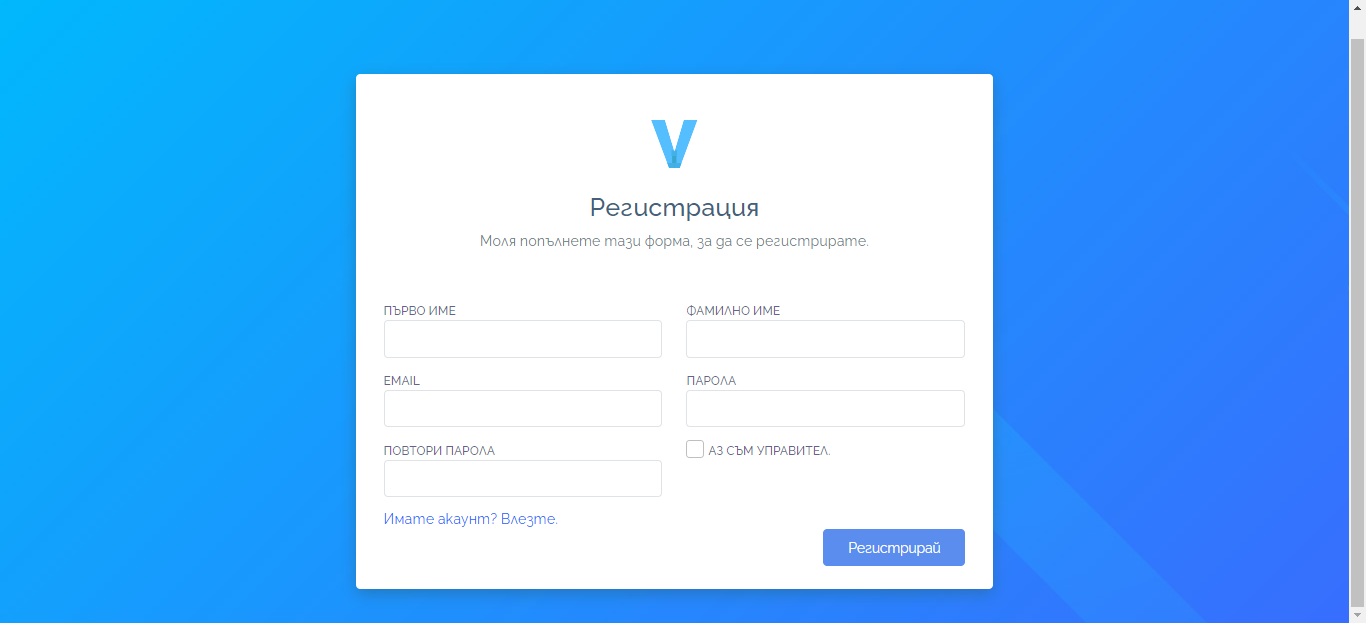 V
Регистрация
Моля попълнете тази форма, за да се регистрирате.
ПЪРВО ИМЕ
ФАМИЛНО ИМЕ
EMAIL
ПАРОЛА
ПОВТОРИ ПАРОЛА
АЗ СЪМ УПРАВИТЕЛ.
Имате акаунт? Влезте.
Регистрирай